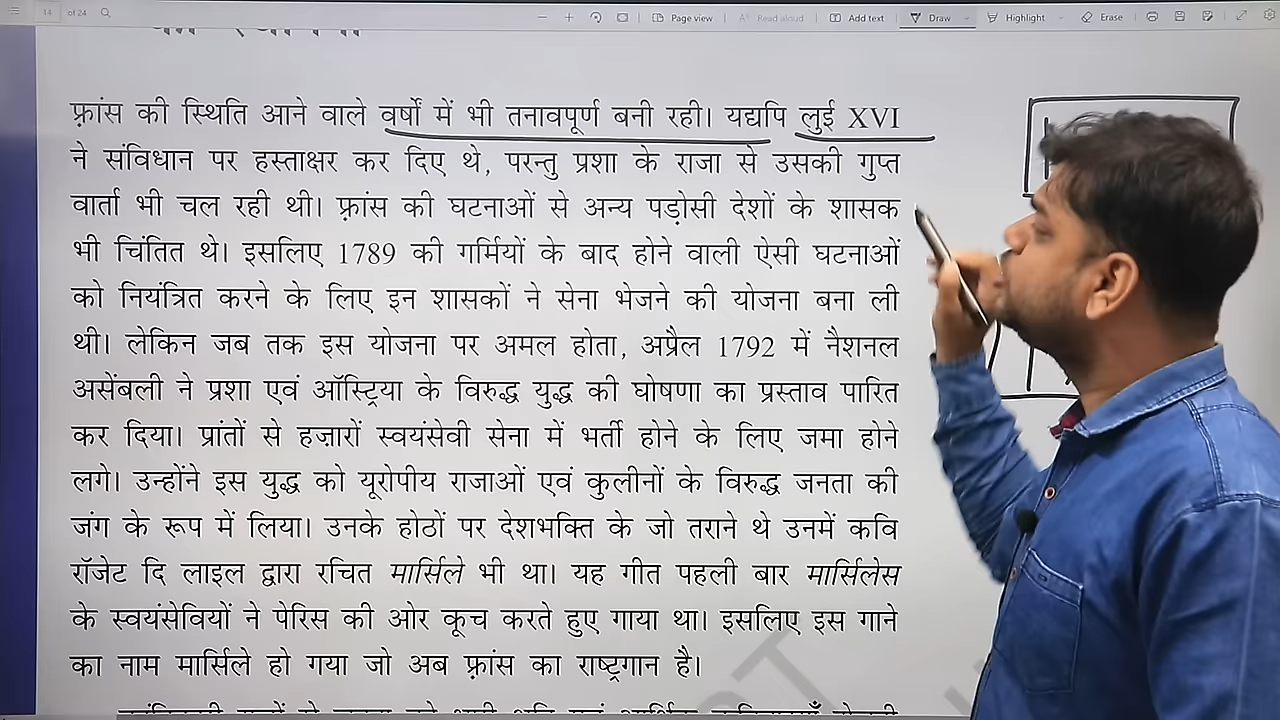 14 of 24
Page view
Read aloud
Add text
Draw
Highlight
Erase
फ़्रांस की स्थिति आने वाले वर्षों में भी तनावपूर्ण बनी रही। यद्यपि लुई XVI
ने संविधान पर हस्ताक्षर कर दिए थे, परन्तु प्रशा के राजा से उसकी गुप्त
वार्ता भी चल रही थी। फ़्रांस की घटनाओं से अन्य पड़ोसी देशों के शासक
भी चिंतित थे। इसलिए 1789 की गर्मियों के बाद होने वाली ऐसी घटनाओं
को नियंत्रित करने के लिए इन शासकों ने सेना भेजने की योजना बना ली
थी। लेकिन जब तक इस योजना पर अमल होता, अप्रैल 1792 में नैशनल
असेंबली ने प्रशा एवं ऑस्ट्रिया के विरुद्ध युद्ध की घोषणा का प्रस्ताव पारित
कर दिया। प्रांतों से हज़ारों स्वयंसेवी सेना में भर्ती होने के लिए जमा होने
लगे। उन्होंने इस युद्ध को यूरोपीय राजाओं एवं कुलीनों के विरुद्ध जनता की
जंग के रूप में लिया। उनके होठों पर देशभक्ति के जो तराने थे उनमें कवि
रॉजेट दि लाइल द्वारा रचित मार्सिले भी था। यह गीत पहली बार मार्सिलेस
के स्वयंसेवियों ने पेरिस की ओर कूच करते हुए गाया था। इसलिए इस गाने
का नाम मार्सिले हो गया जो अब फ़्रांस का राष्ट्रगान है।